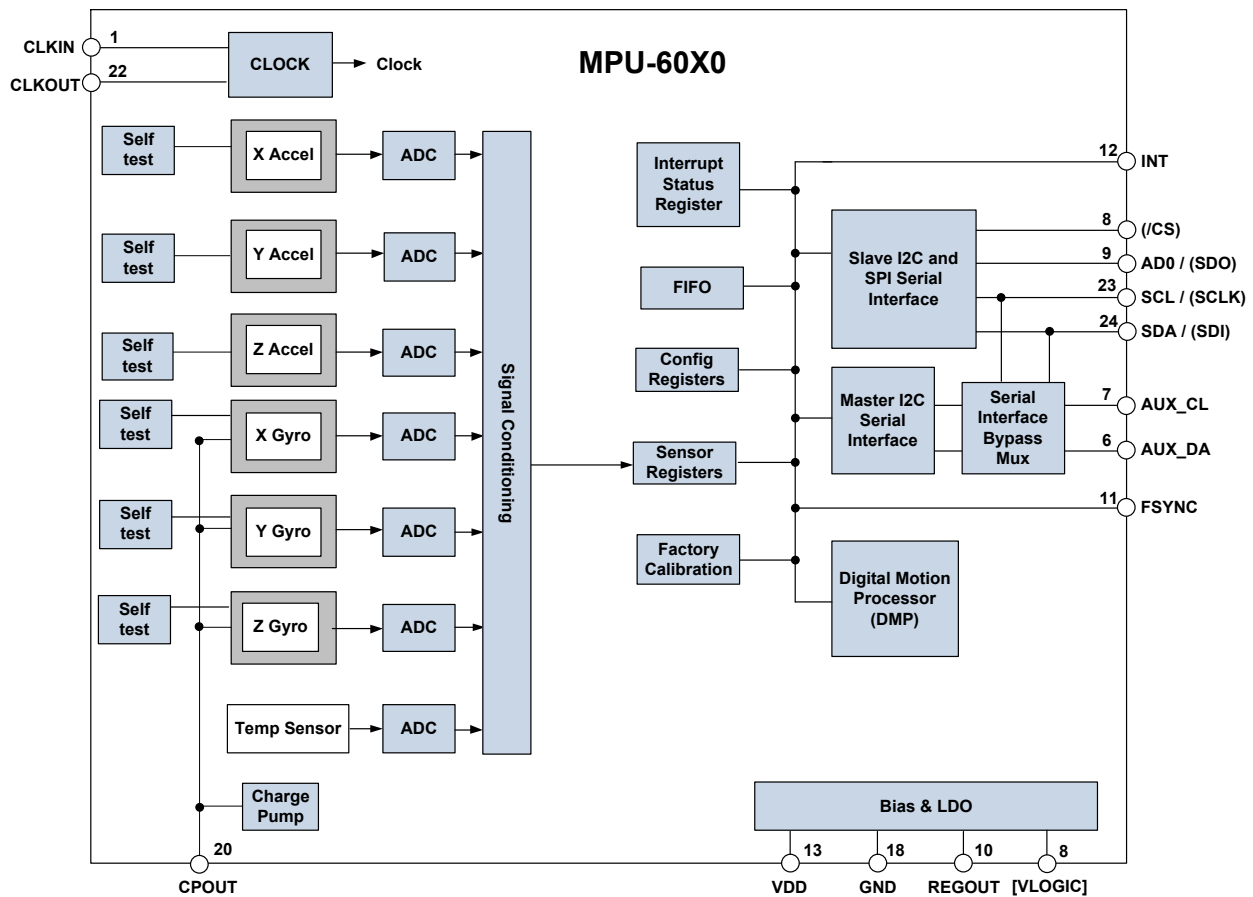 MPU-60X0
CLKIN
1
CLKOUT
22
CLOCK
Clock
Self
test
X Accel
ADC
Self
test
Y Accel
ADC
Self
test
Z Accel
ADC
Self
test
X Gyro
ADC
Self
test
Y Gyro
ADC
Self
test
Z Gyro
ADC
Temp Sensor
ADC
Signal Conditioning
Charge
Pump
20
CPOUT
Interrupt
Status
Register
FIFO
Config
Registers
Sensor
Registers
Factory
Calibration
Slave I2C and
SPI Serial
Interface
Master I2C
Serial
Interface
Serial
Interface
Bypass
Mux
Digital Motion
Processor
(DMP)
12
INT
8
(/CS)
9
AD0 / (SDO)
23
SCL / (SCLK)
24
SDA / (SDI)
7
AUX_CL
6
AUX_DA
11
FSYNC
Bias & LDO
13
VDD
18
GND
10
REGOUT
8
[VLOGIC]